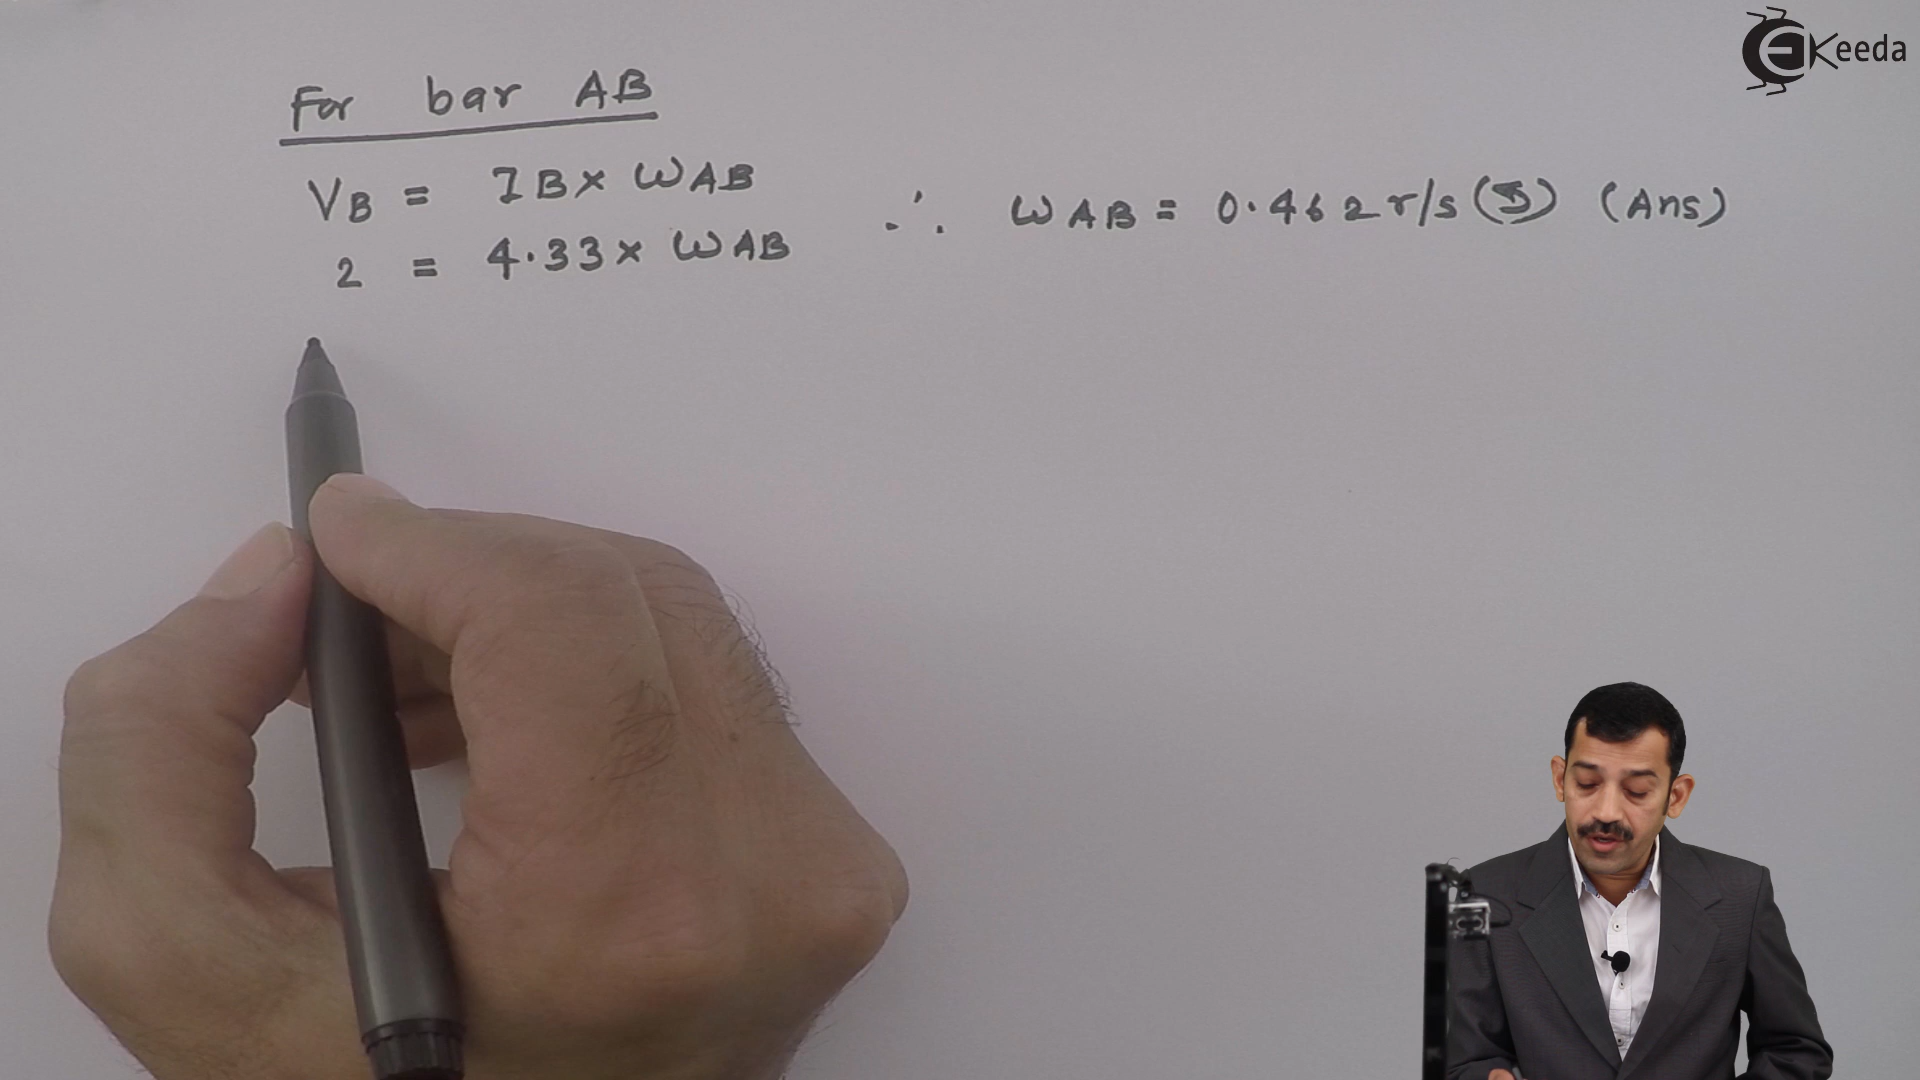 EKeeda
For bar AB
VB = IB × ωAB
2 = 4.33 × ωAB
∴ ωAB = 0.462 r/s (↺) (Ans)